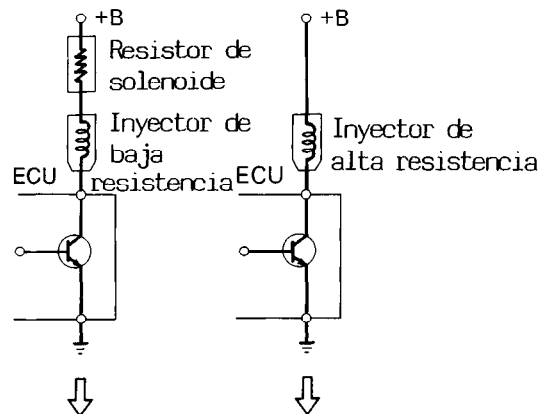 +B
Resistor de
solenoide
Inyector de
baja
resistencia
ECU
+B
Inyector de
alta resistencia
ECU